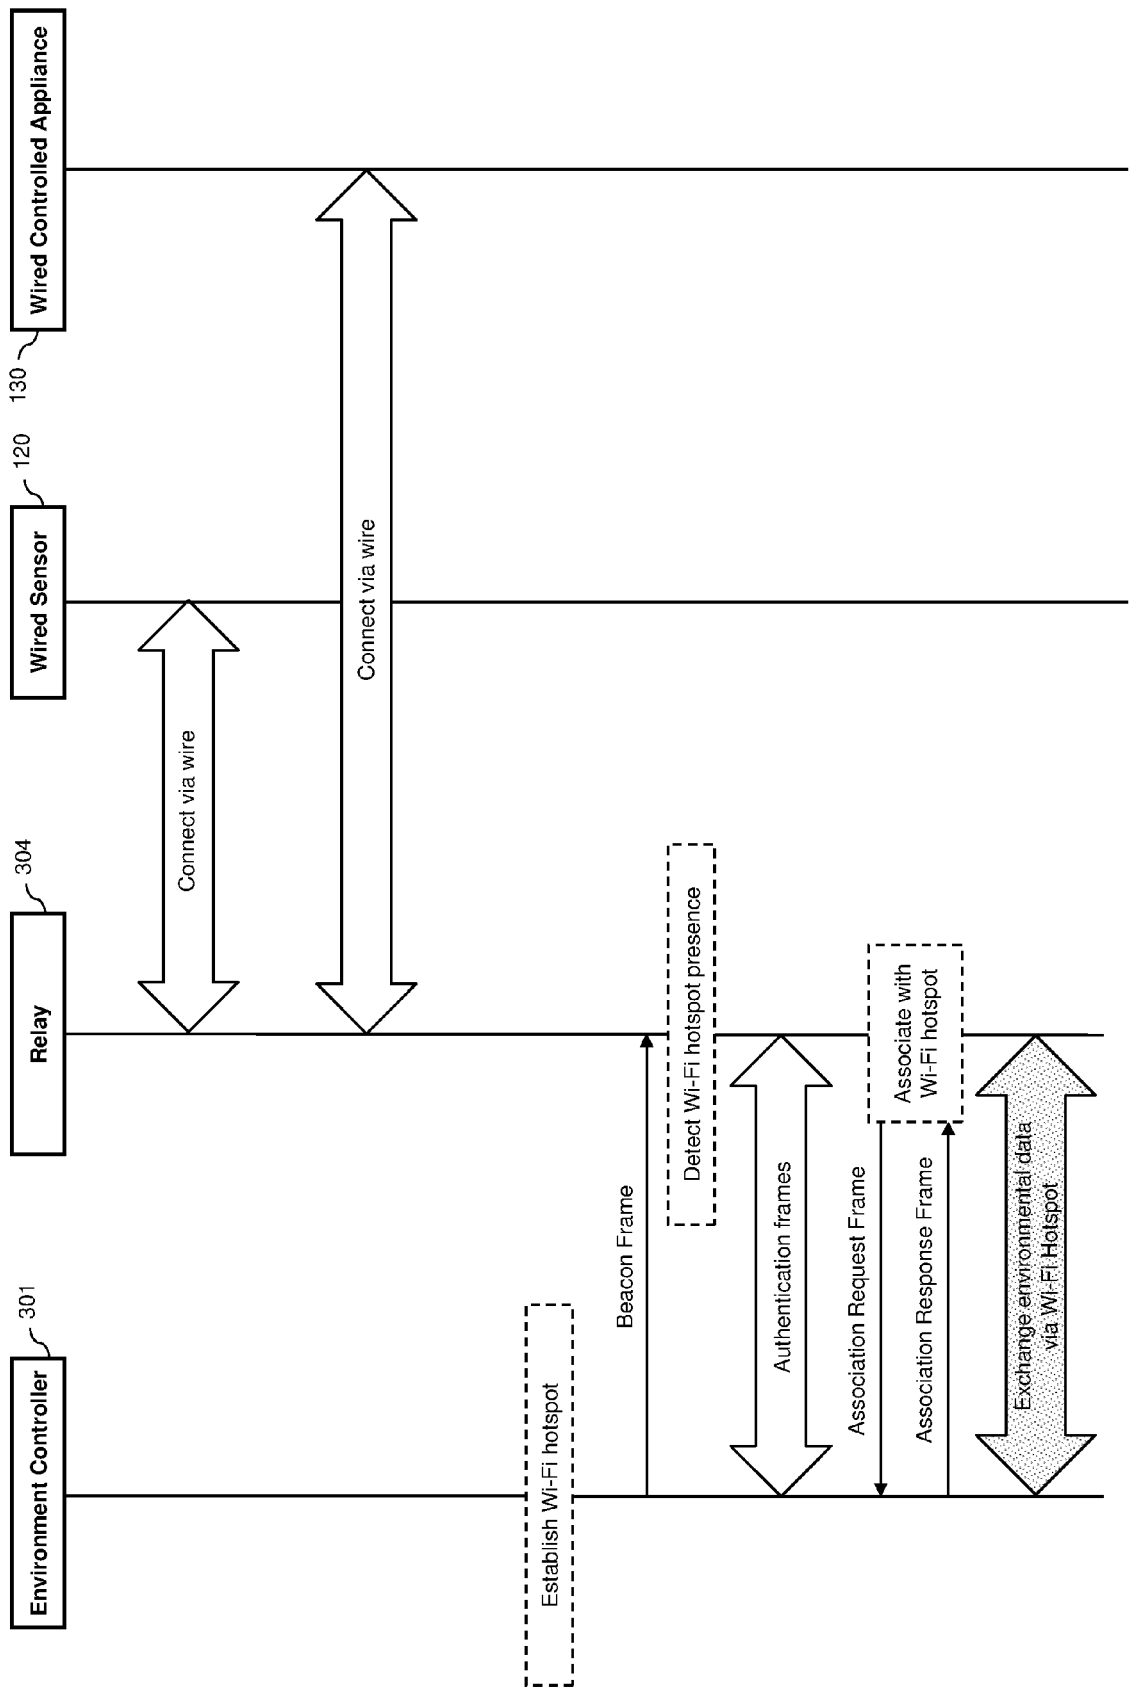 Environment Controller
301
Relay
304
Wired Sensor
120
Wired Controlled Appliance
130
Connect via wire
Connect via wire
Establish Wi-Fi hotspot
Beacon Frame
Detect Wi-Fi hotspot presence
Authentication frames
Association Request Frame
Associate with
Wi-Fi hotspot
Association Response Frame
Exchange environmental data
via Wi-Fi Hotspot